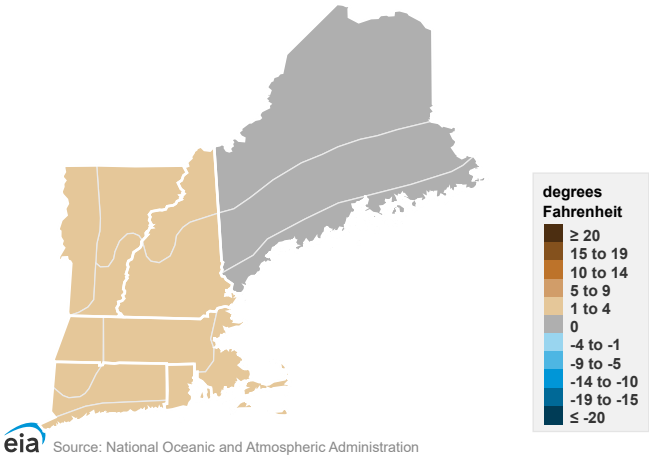 degrees
Fahrenheit
≥ 20
15 to 19
10 to 14
5 to 9
1 to 4
0
-4 to -1
-9 to -5
-14 to -10
-19 to -15
≤ -20
eia
Source: National Oceanic and Atmospheric Administration